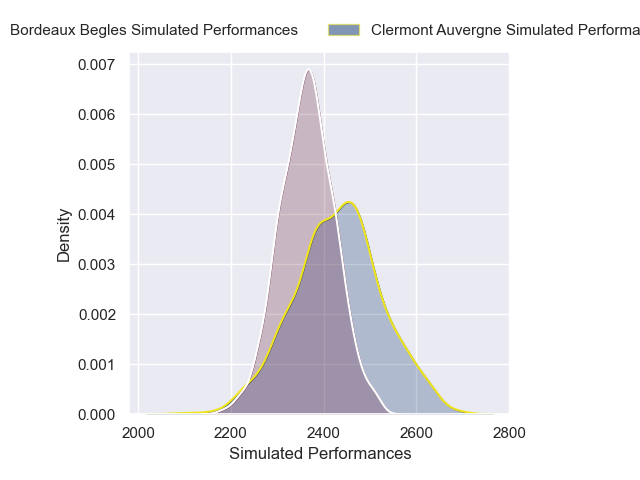 Bordeaux Begles Simulated Performances
Clermont Auvergne Simulated Performa
0.007
0.006
0.005
0.004
0.003
0.002
0.001
0.000
Density
2000 2200 2400 2600 2800
Simulated Performances